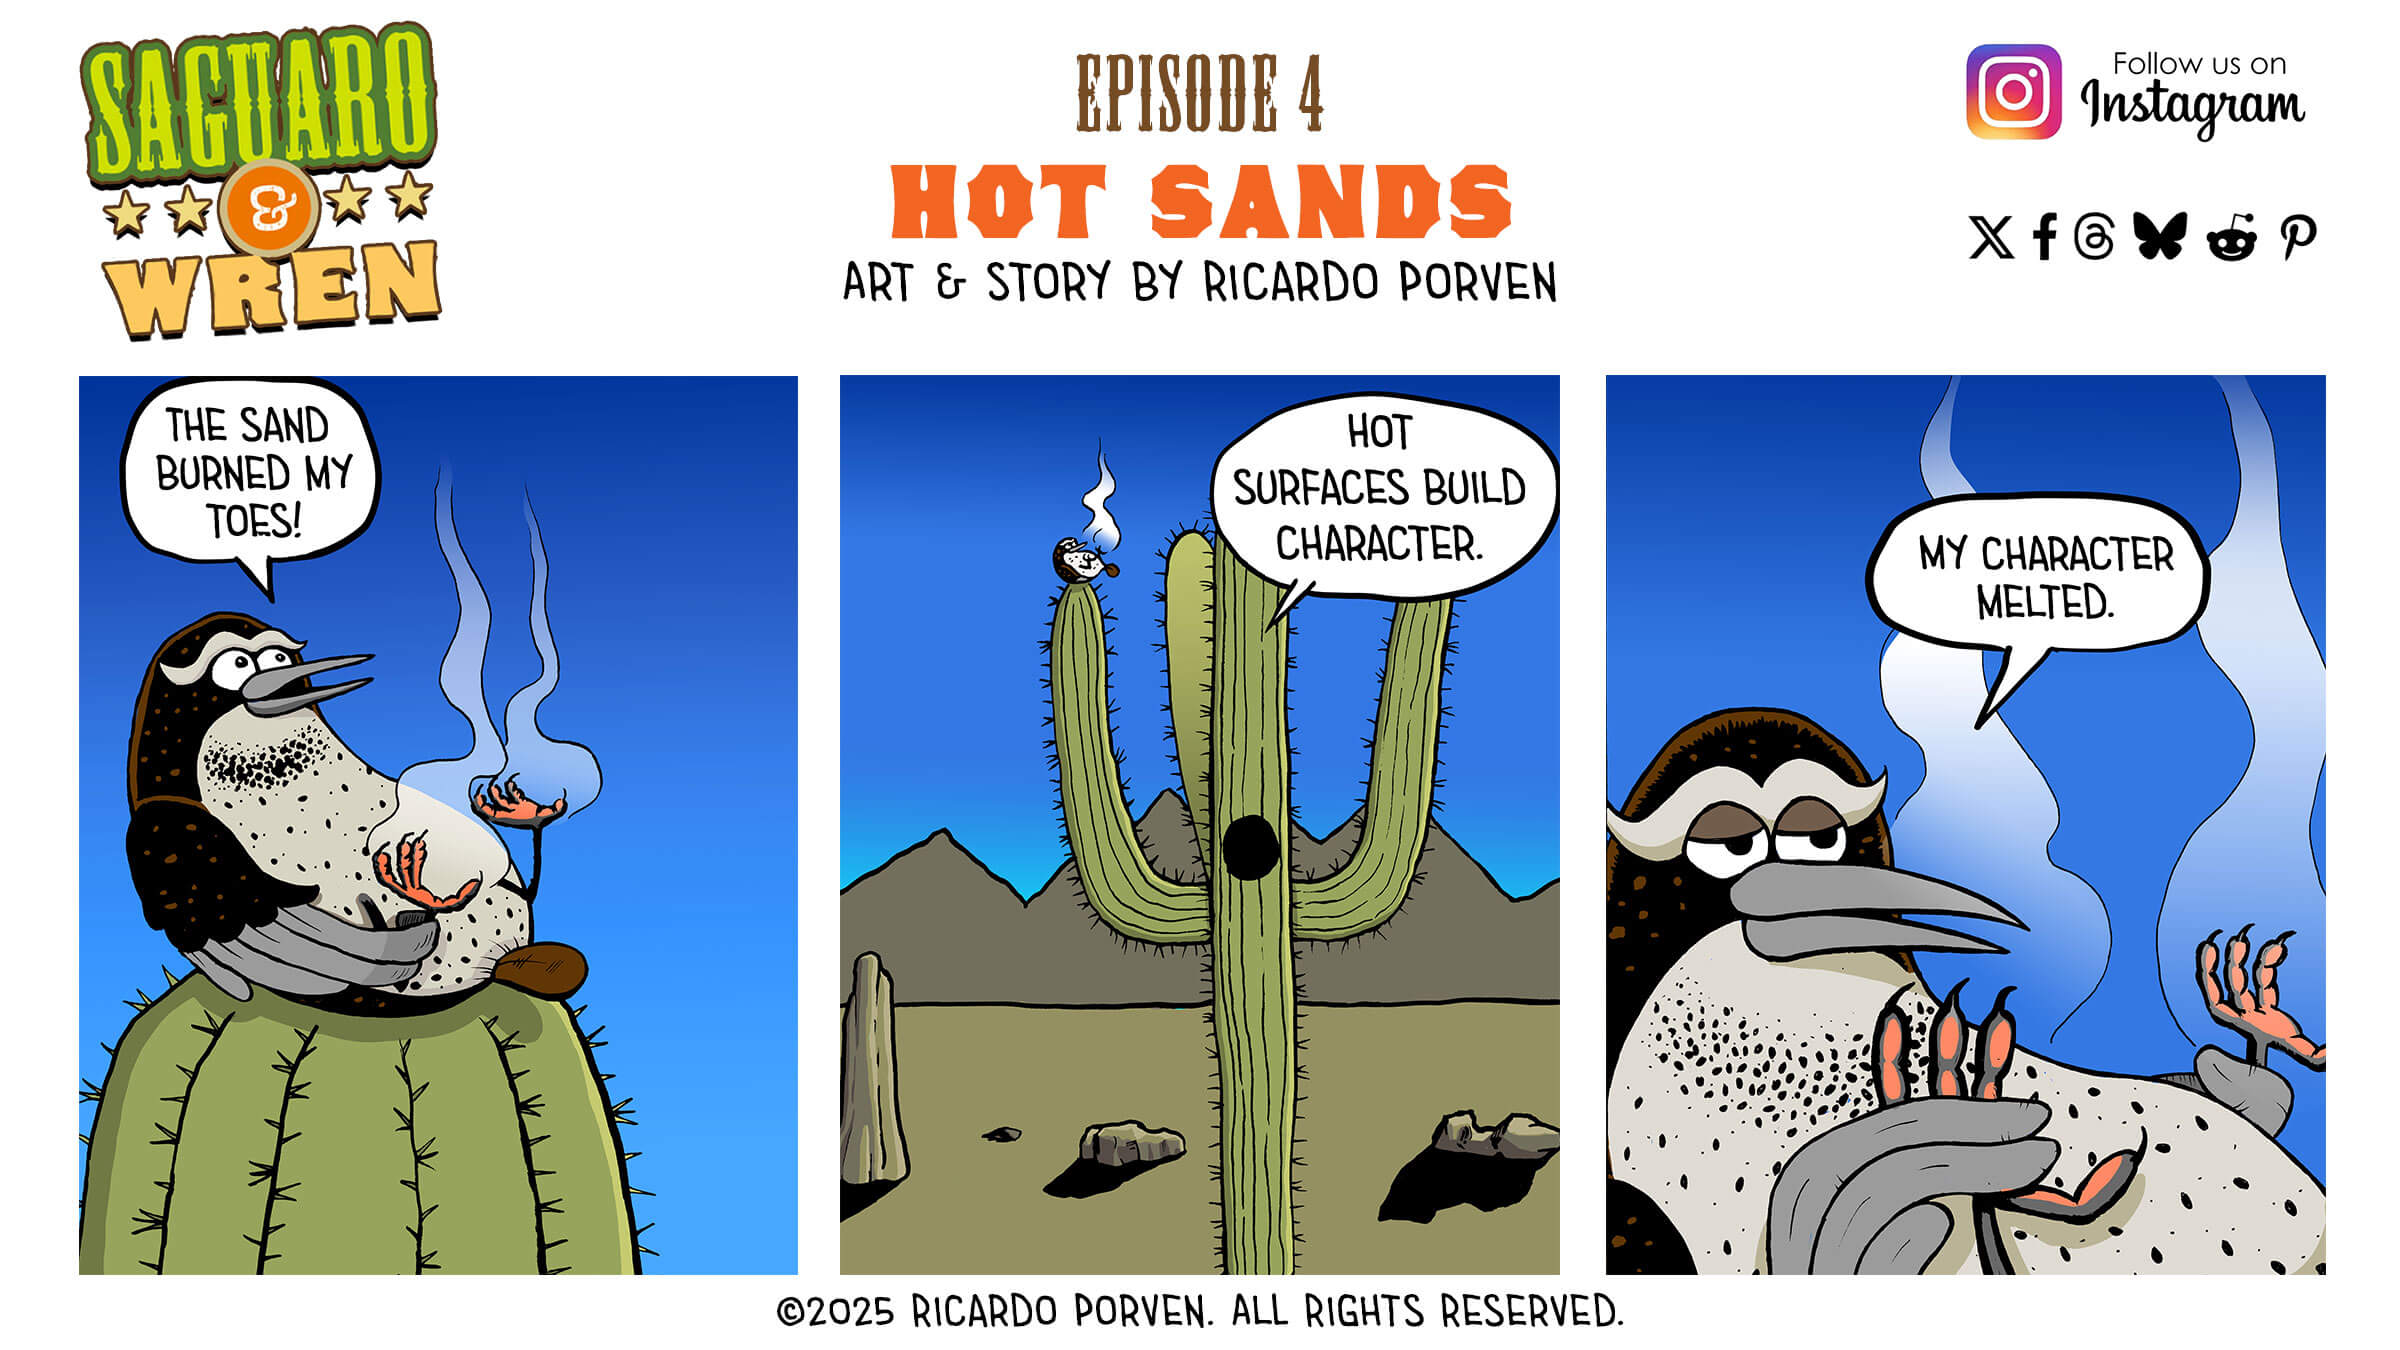 SAGUARO
&
WREN
EPISODE 4
HOT SANDS
ART & STORY BY RICARDO PORVEN
Follow us on
Instagram
THE SAND
BURNED MY
TOES!
HOT
SURFACES BUILD
CHARACTER.
MY CHARACTER
MELTED.
©2025 RICARDO PORVEN. ALL RIGHTS RESERVED.